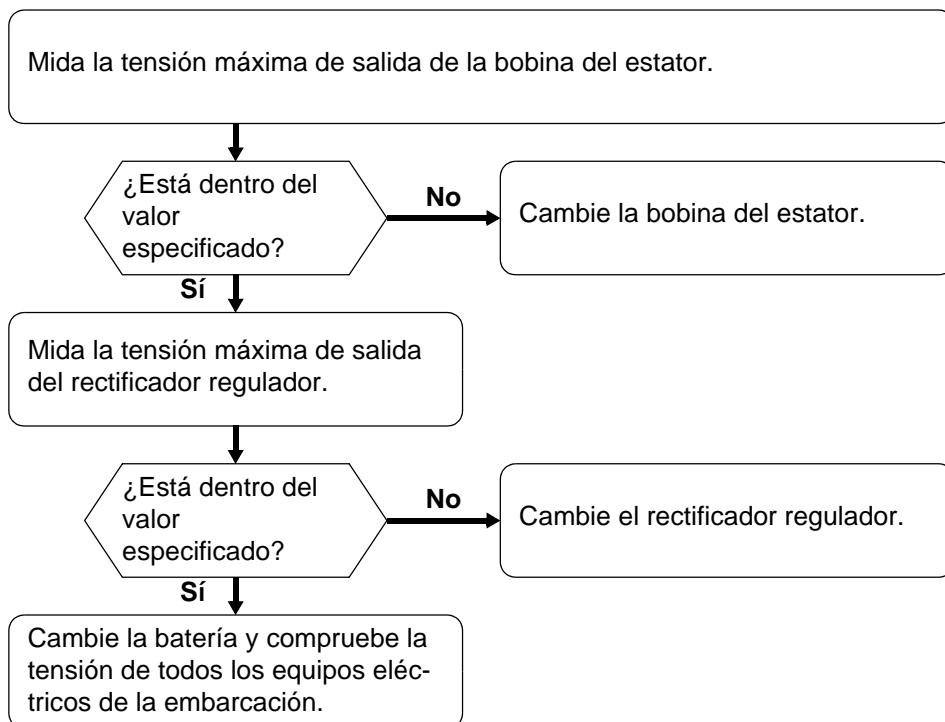 Mida la tensión máxima de salida de la bobina del estator.
¿Está dentro del
valor
especificado?
No
Cambie la bobina del estator.
Sí
Mida la tensión máxima de salida
del rectificador regulador.
¿Está dentro del
valor
especificado?
No
Cambie el rectificador regulador.
Sí
Cambie la batería y compruebe la
tensión de todos los equipos eléc-
tricos de la embarcación.